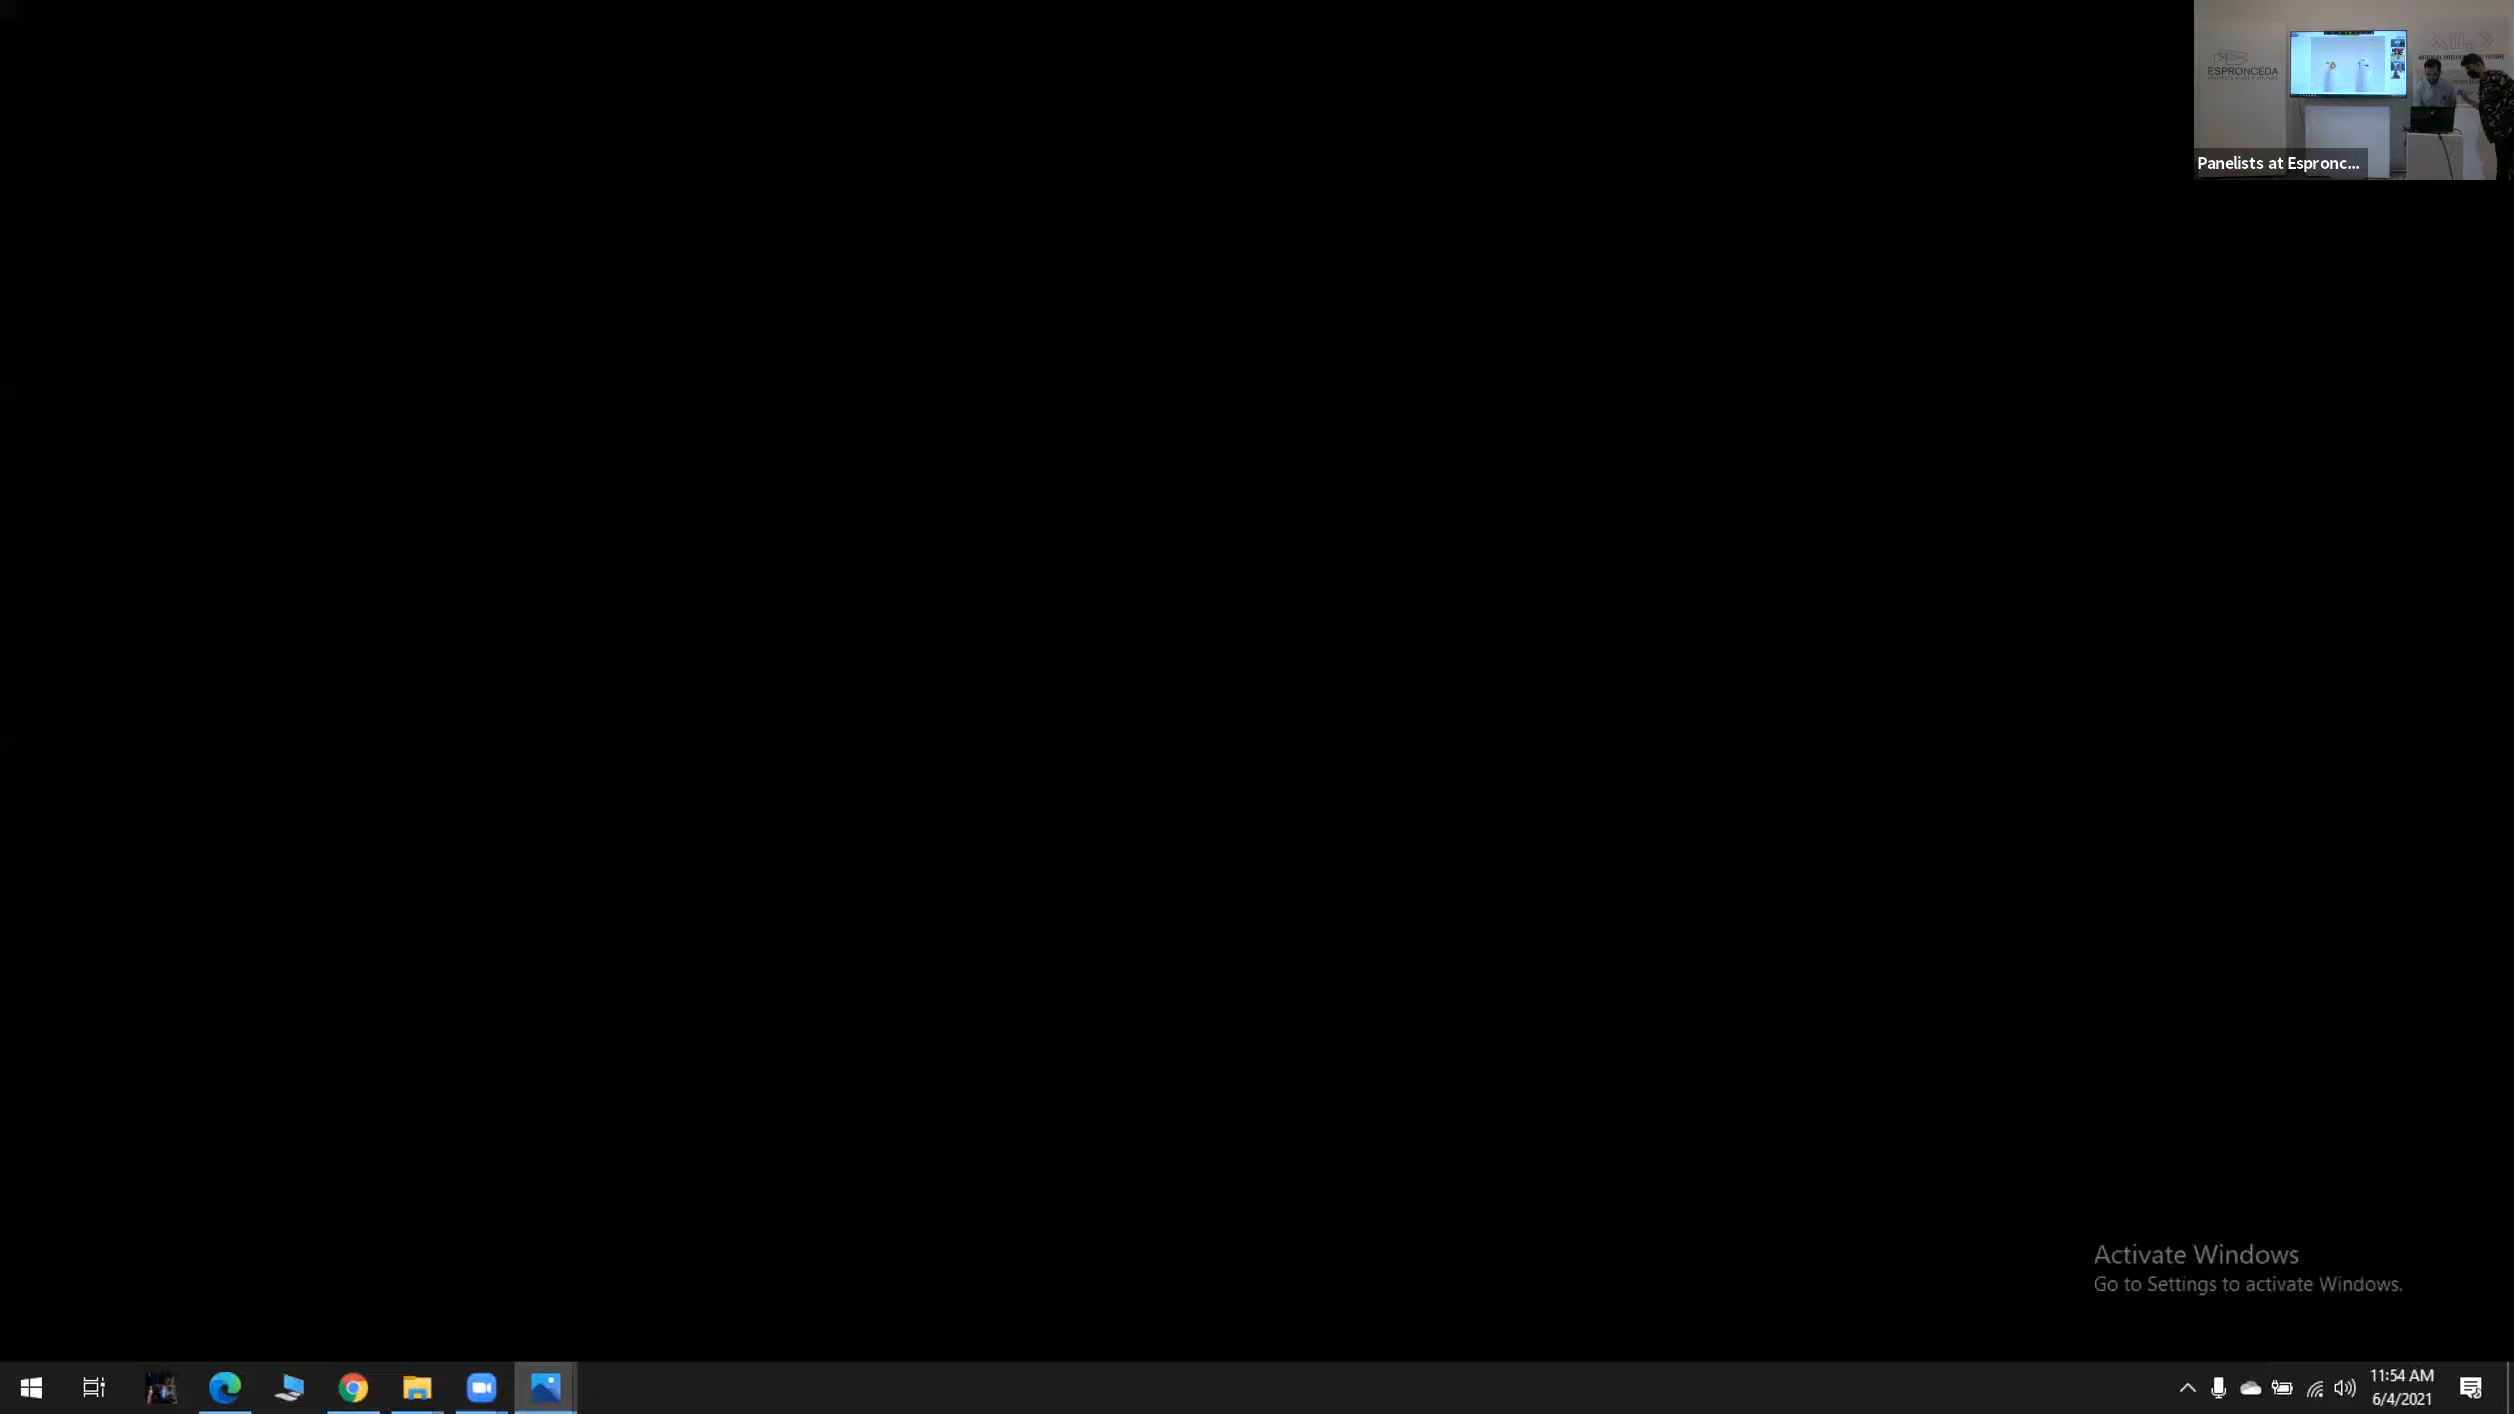 ESPRONCEDA
Panelists at Espronc...
Activate Windows
Go to Settings to activate Windows.
11:54 AM
6/4/2021